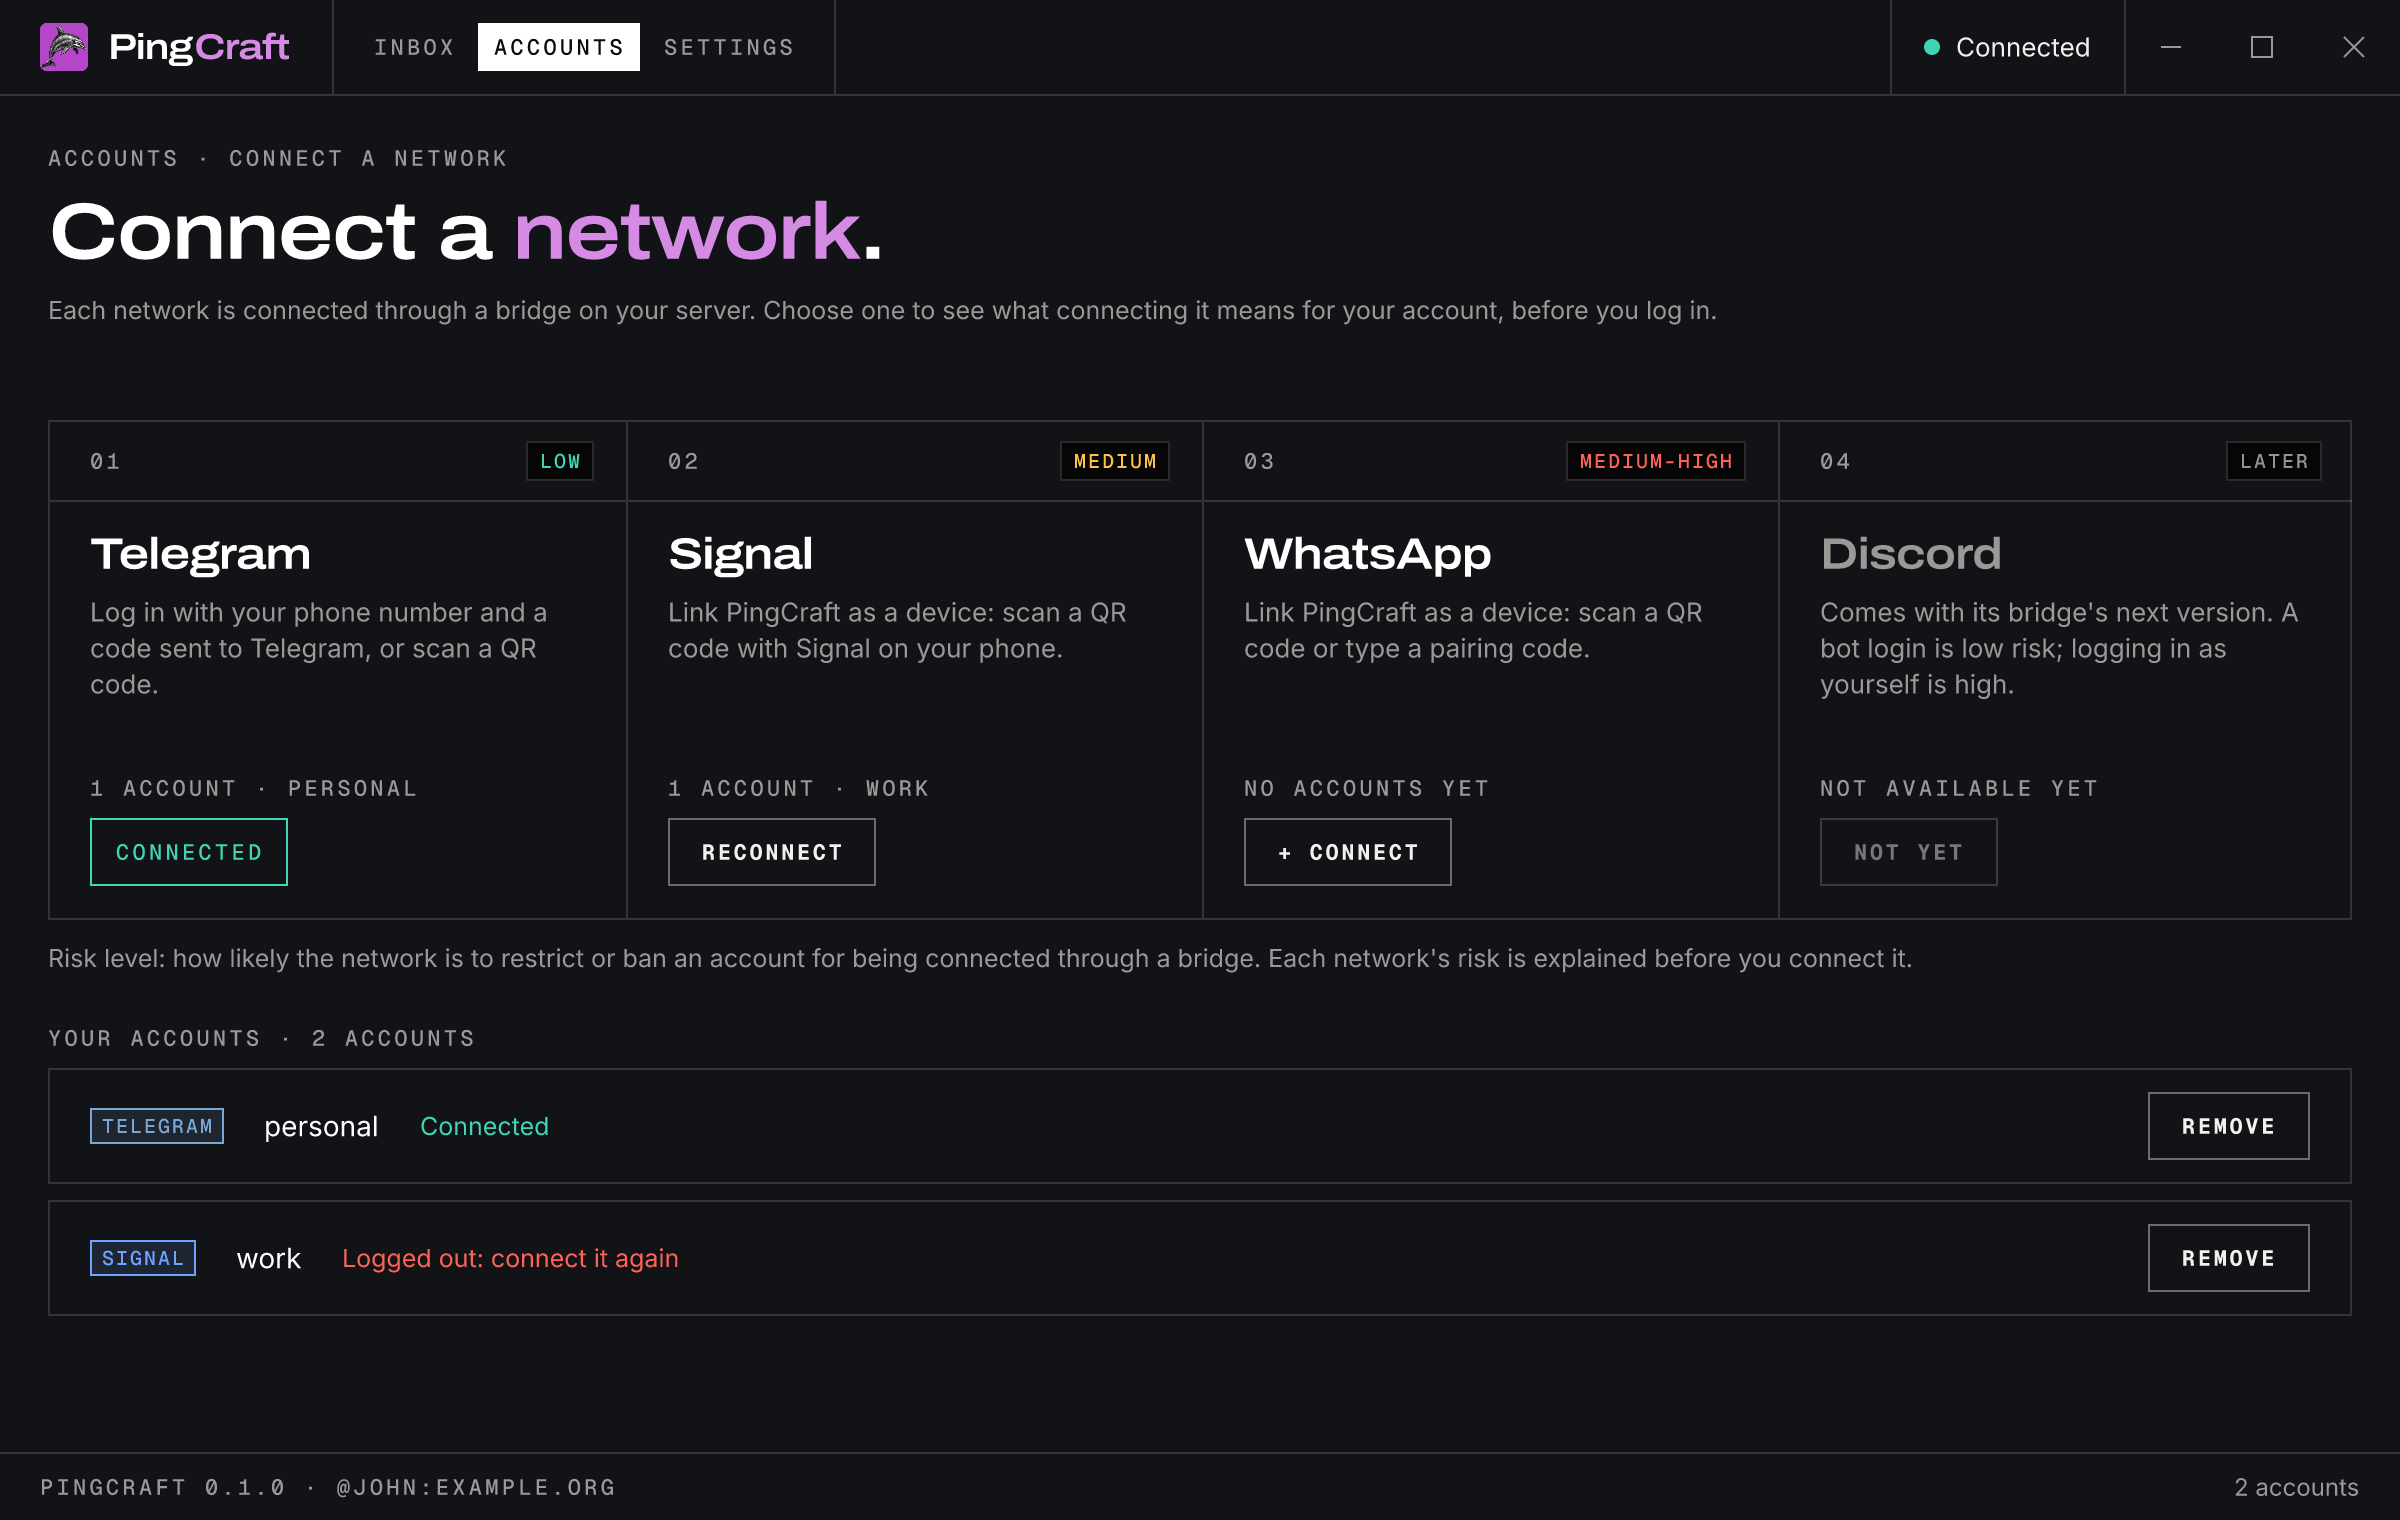 PingCraft
INBOX ACCOUNTS SETTINGS
Connected
ACCOUNTS · CONNECT A NETWORK
Connect a network.
Each network is connected through a bridge on your server. Choose one to see what connecting it means for your account, before you log in.
01 LOW
Telegram
Log in with your phone number and a
code sent to Telegram, or scan a QR
code.
1 ACCOUNT · PERSONAL
CONNECTED
02 MEDIUM
Signal
Link PingCraft as a device: scan a QR
code with Signal on your phone.
1 ACCOUNT · WORK
RECONNECT
03 MEDIUM-HIGH
WhatsApp
Link PingCraft as a device: scan a QR
code or type a pairing code.
NO ACCOUNTS YET
+ CONNECT
04 LATER
Discord
Comes with its bridge's next version. A
bot login is low risk; logging in as
yourself is high.
NOT AVAILABLE YET
NOT YET
Risk level: how likely the network is to restrict or ban an account for being connected through a bridge. Each network's risk is explained before you connect it.
YOUR ACCOUNTS · 2 ACCOUNTS
TELEGRAM personal Connected REMOVE
SIGNAL work Logged out: connect it again REMOVE
PINGCRAFT 0.1.0 · @JOHN:EXAMPLE.ORG
2 accounts